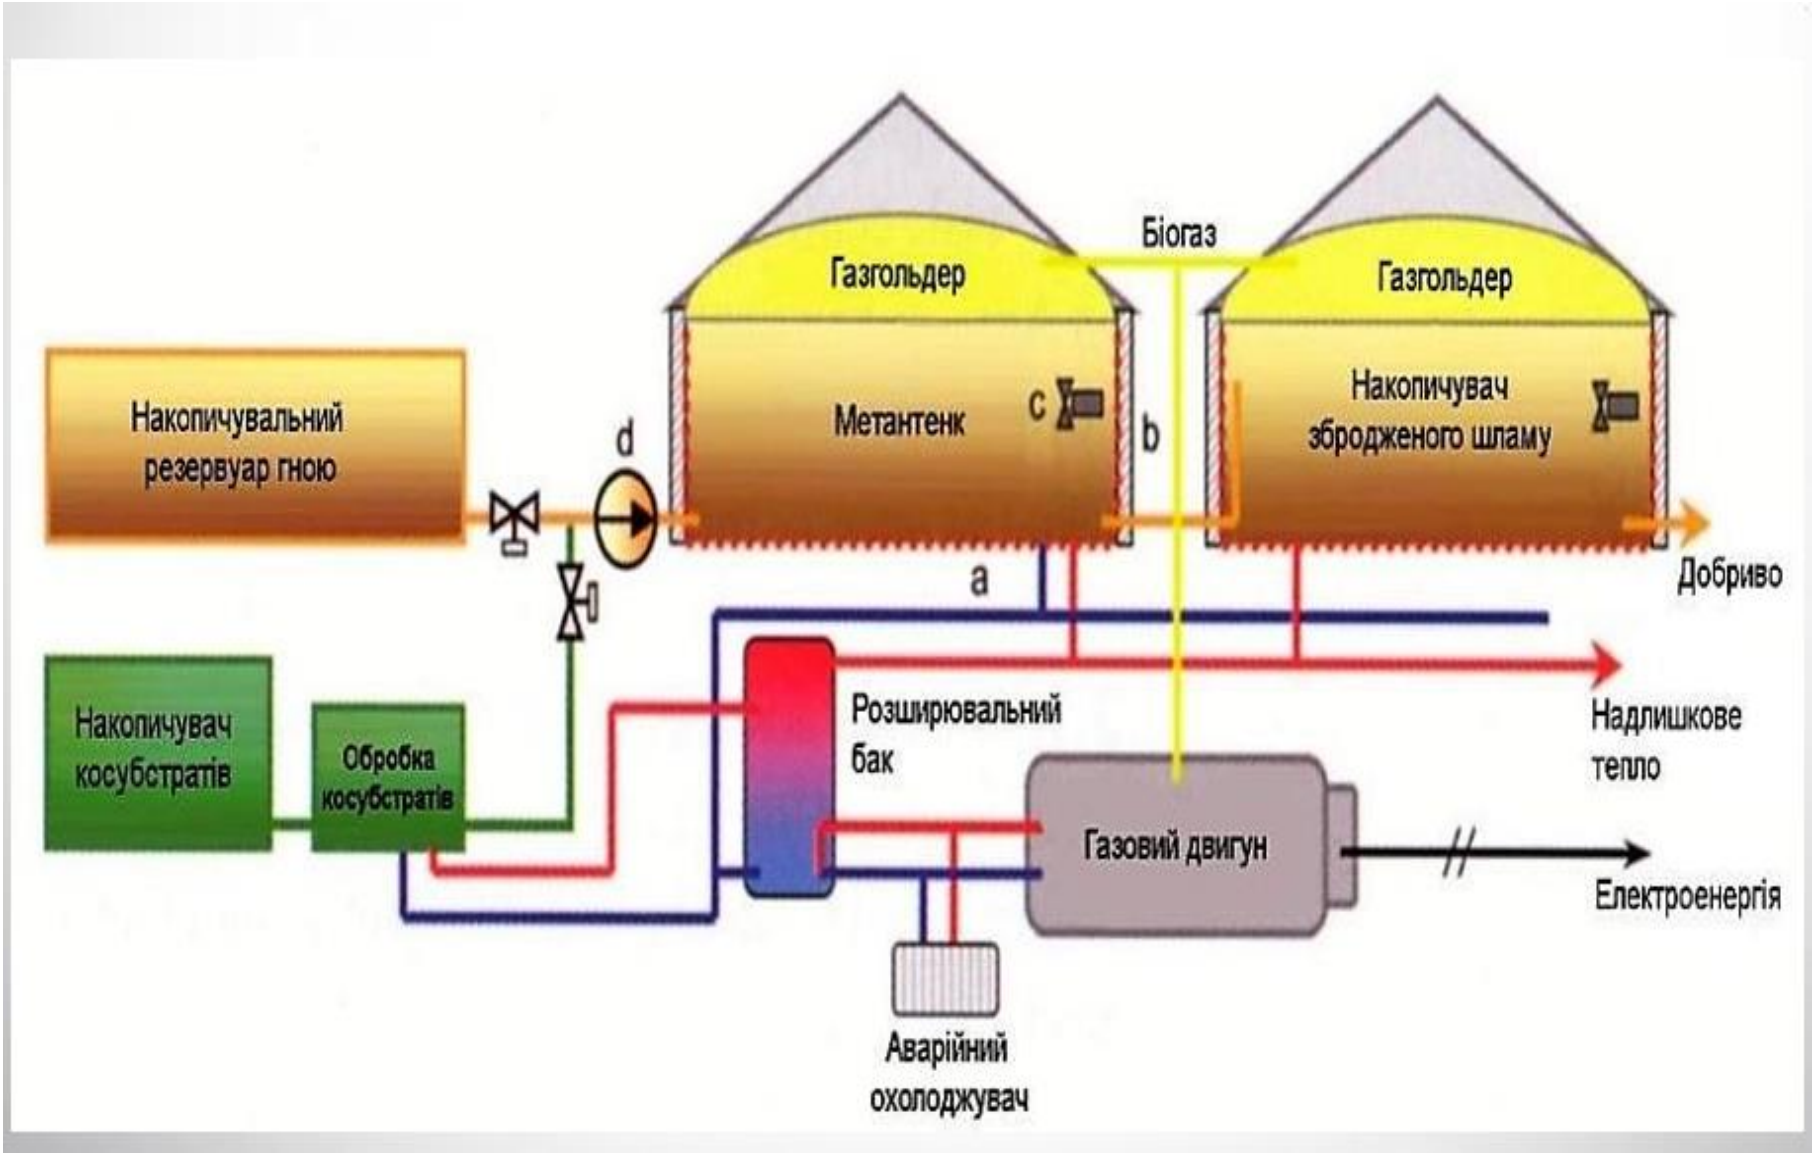 Біогаз
Газгольдер
Газгольдер
Накопичувальний
резервуар гною
d
Метантенк
c
b
Накопичувач
збродженого шламу
a
Добриво
Накопичувач
косубстратів
Обробка
косубстратів
Розширювальний
бак
Надлишкове
тепло
Газовий двигун
Електроенергія
Аварійний
охолоджувач